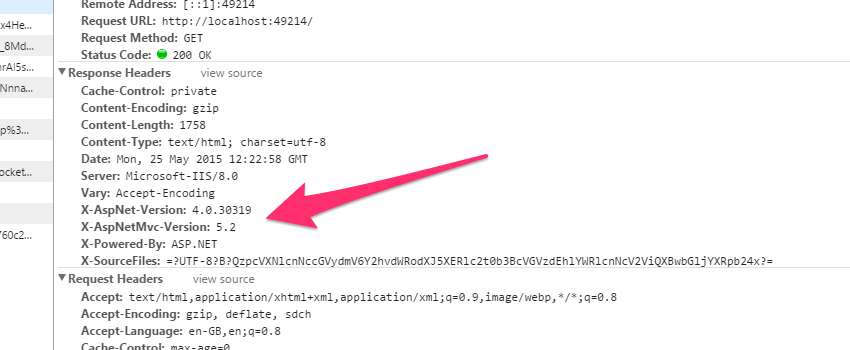 Remote Address: [::1]:49214
x4He...
Request URL: http://localhost:49214/
_8Md...
Request Method: GET
Status Code: 200 OK
nrAI5s...
Response Headers view source
Nnna...
Cache-Control: private
Content-Encoding: gzip
Content-Length: 1758
p%3...
Content-Type: text/html; charset=utf-8
Date: Mon, 25 May 2015 12:22:58 GMT
ocket...
Server: Microsoft-IIS/8.0
Vary: Accept-Encoding
X-AspNet-Version: 4.0.30319
X-AspNetMvc-Version: 5.2
760c2...
X-Powered-By: ASP.NET
X-SourceFiles: =?UTF-8?B?QzpcVXNlcnNccGVydmV6Y2hvdWRodXJ5XERlc2t0b3BcVGVzdEhlYWRlcnNcV2ViQXBwbGljYXRpb24x?=
Request Headers view source
Accept: text/html,application/xhtml+xml,application/xml;q=0.9,image/webp,*/*;q=0.8
Accept-Encoding: gzip, deflate, sdch
Accept-Language: en-GB,en;q=0.8
Cache-Control: max-age=0